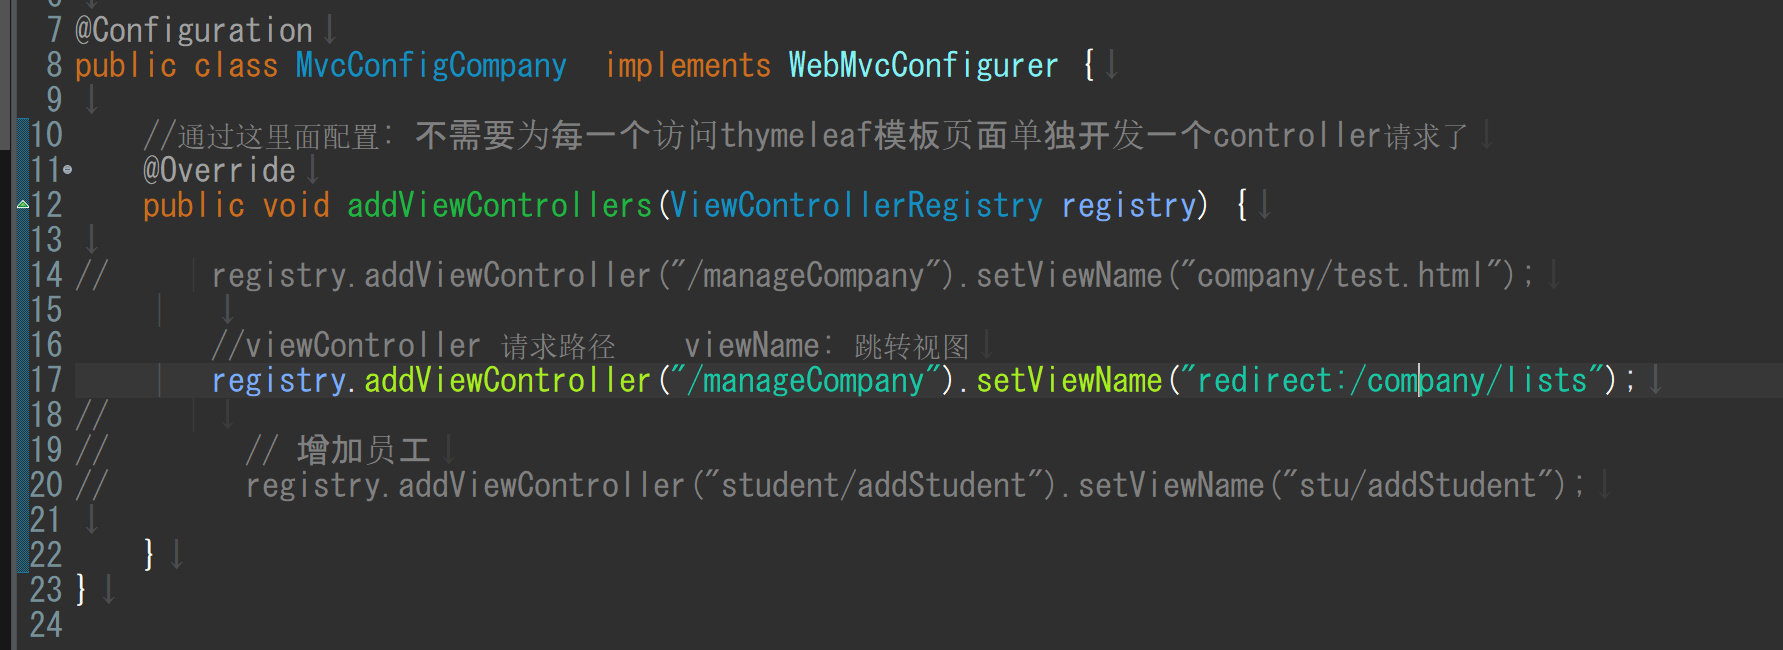 7 @Configuration↓
8 public class MvcConfigCompany  implements WebMvcConfigurer {↓
9 ↓
10     //通过这里面配置: 不需要为每一个访问thymeleaf模板页面单独开发一个controller请求了↓
11     @Override↓
12     public void addViewControllers(ViewControllerRegistry registry) {↓
13 ↓
14 //      registry.addViewController("/manageCompany").setViewName("company/test.html");↓
15         ↓
16         //viewController 请求路径    viewName: 跳转视图↓
17         registry.addViewController("/manageCompany").setViewName("redirect:/company/lists");↓
18 //      ↓
19 //        // 增加员工↓
20 //        registry.addViewController("student/addStudent").setViewName("stu/addStudent");↓
21 ↓
22     }↓
23 }↓
24